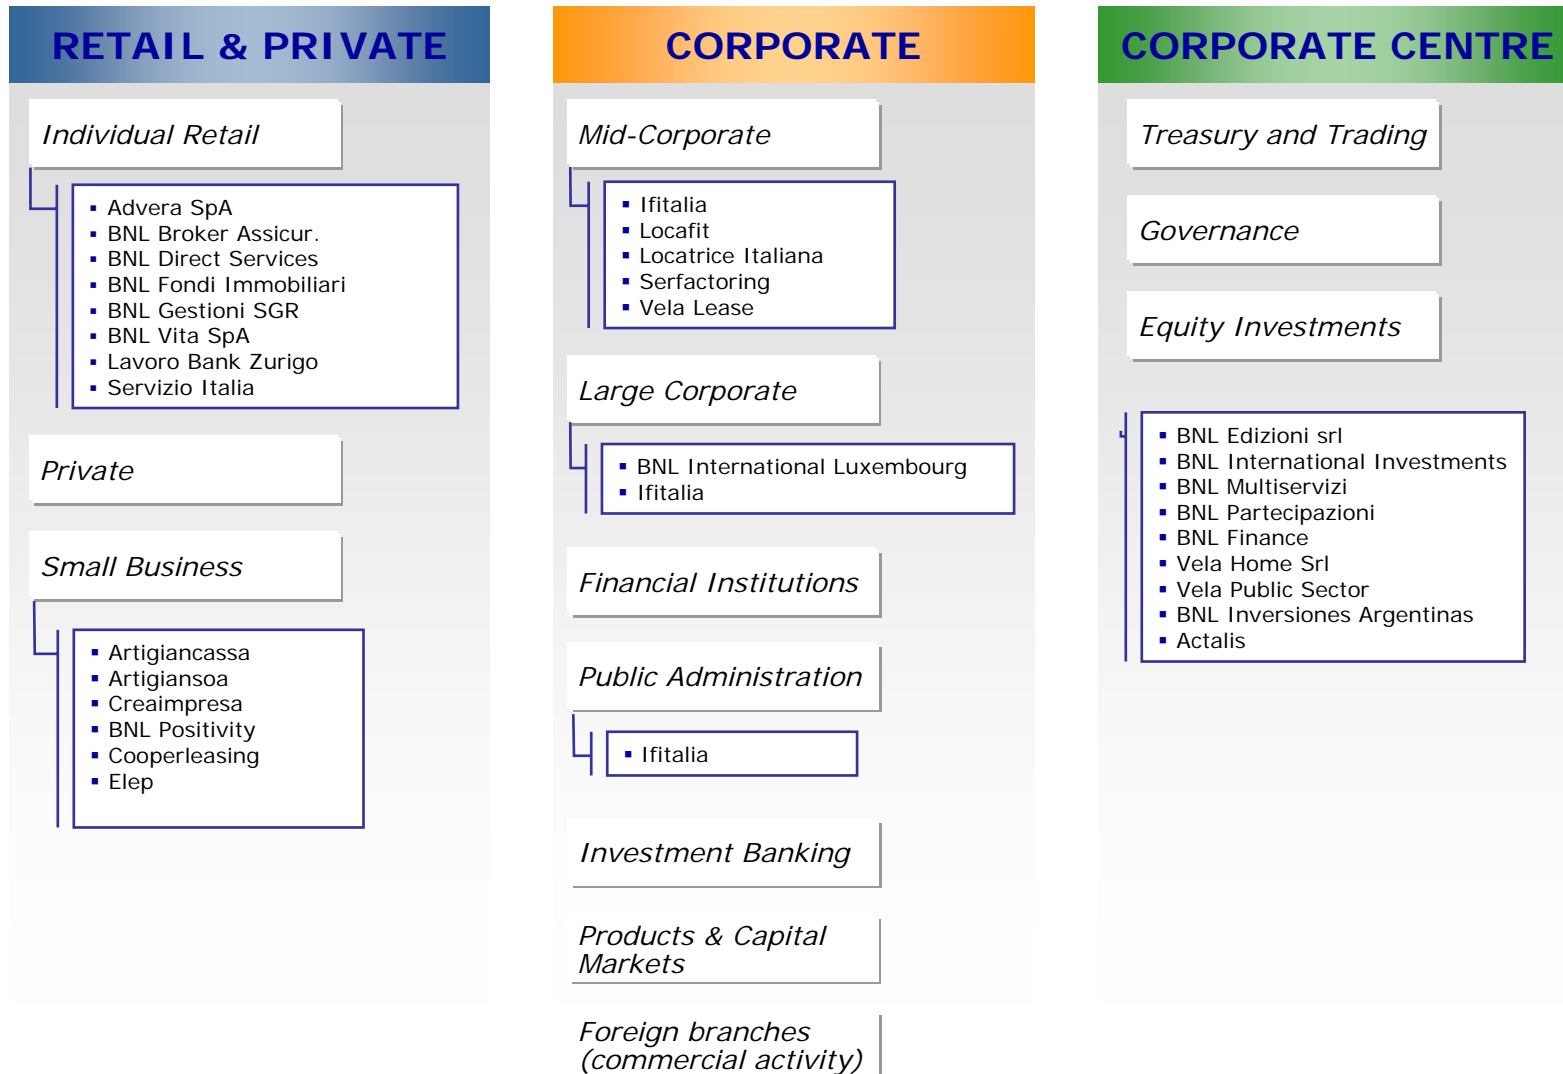 RETAIL & PRIVATE
Individual Retail
▪ Advera SpA
▪ BNL Broker Assicur.
▪ BNL Direct Services
▪ BNL Fondi Immobiliari
▪ BNL Gestioni SGR
▪ BNL Vita SpA
▪ Lavoro Bank Zurigo
▪ Servizio Italia
Private
Small Business
▪ Artigiancassa
▪ Artigiansoa
▪ Creaimpresa
▪ BNL Positivity
▪ Cooperleasing
▪ Elep
CORPORATE
Mid-Corporate
▪ Ifitalia
▪ Locafit
▪ Locatrice Italiana
▪ Serfactoring
▪ Vela Lease
Large Corporate
▪ BNL International Luxembourg
▪ Ifitalia
Financial Institutions
Public Administration
▪ Ifitalia
Investment Banking
Products & Capital
Markets
Foreign branches
(commercial activity)
CORPORATE CENTRE
Treasury and Trading
Governance
Equity Investments
▪ BNL Edizioni srl
▪ BNL International Investments
▪ BNL Multiservizi
▪ BNL Partecipazioni
▪ BNL Finance
▪ Vela Home Srl
▪ Vela Public Sector
▪ BNL Inversiones Argentinas
▪ Actalis